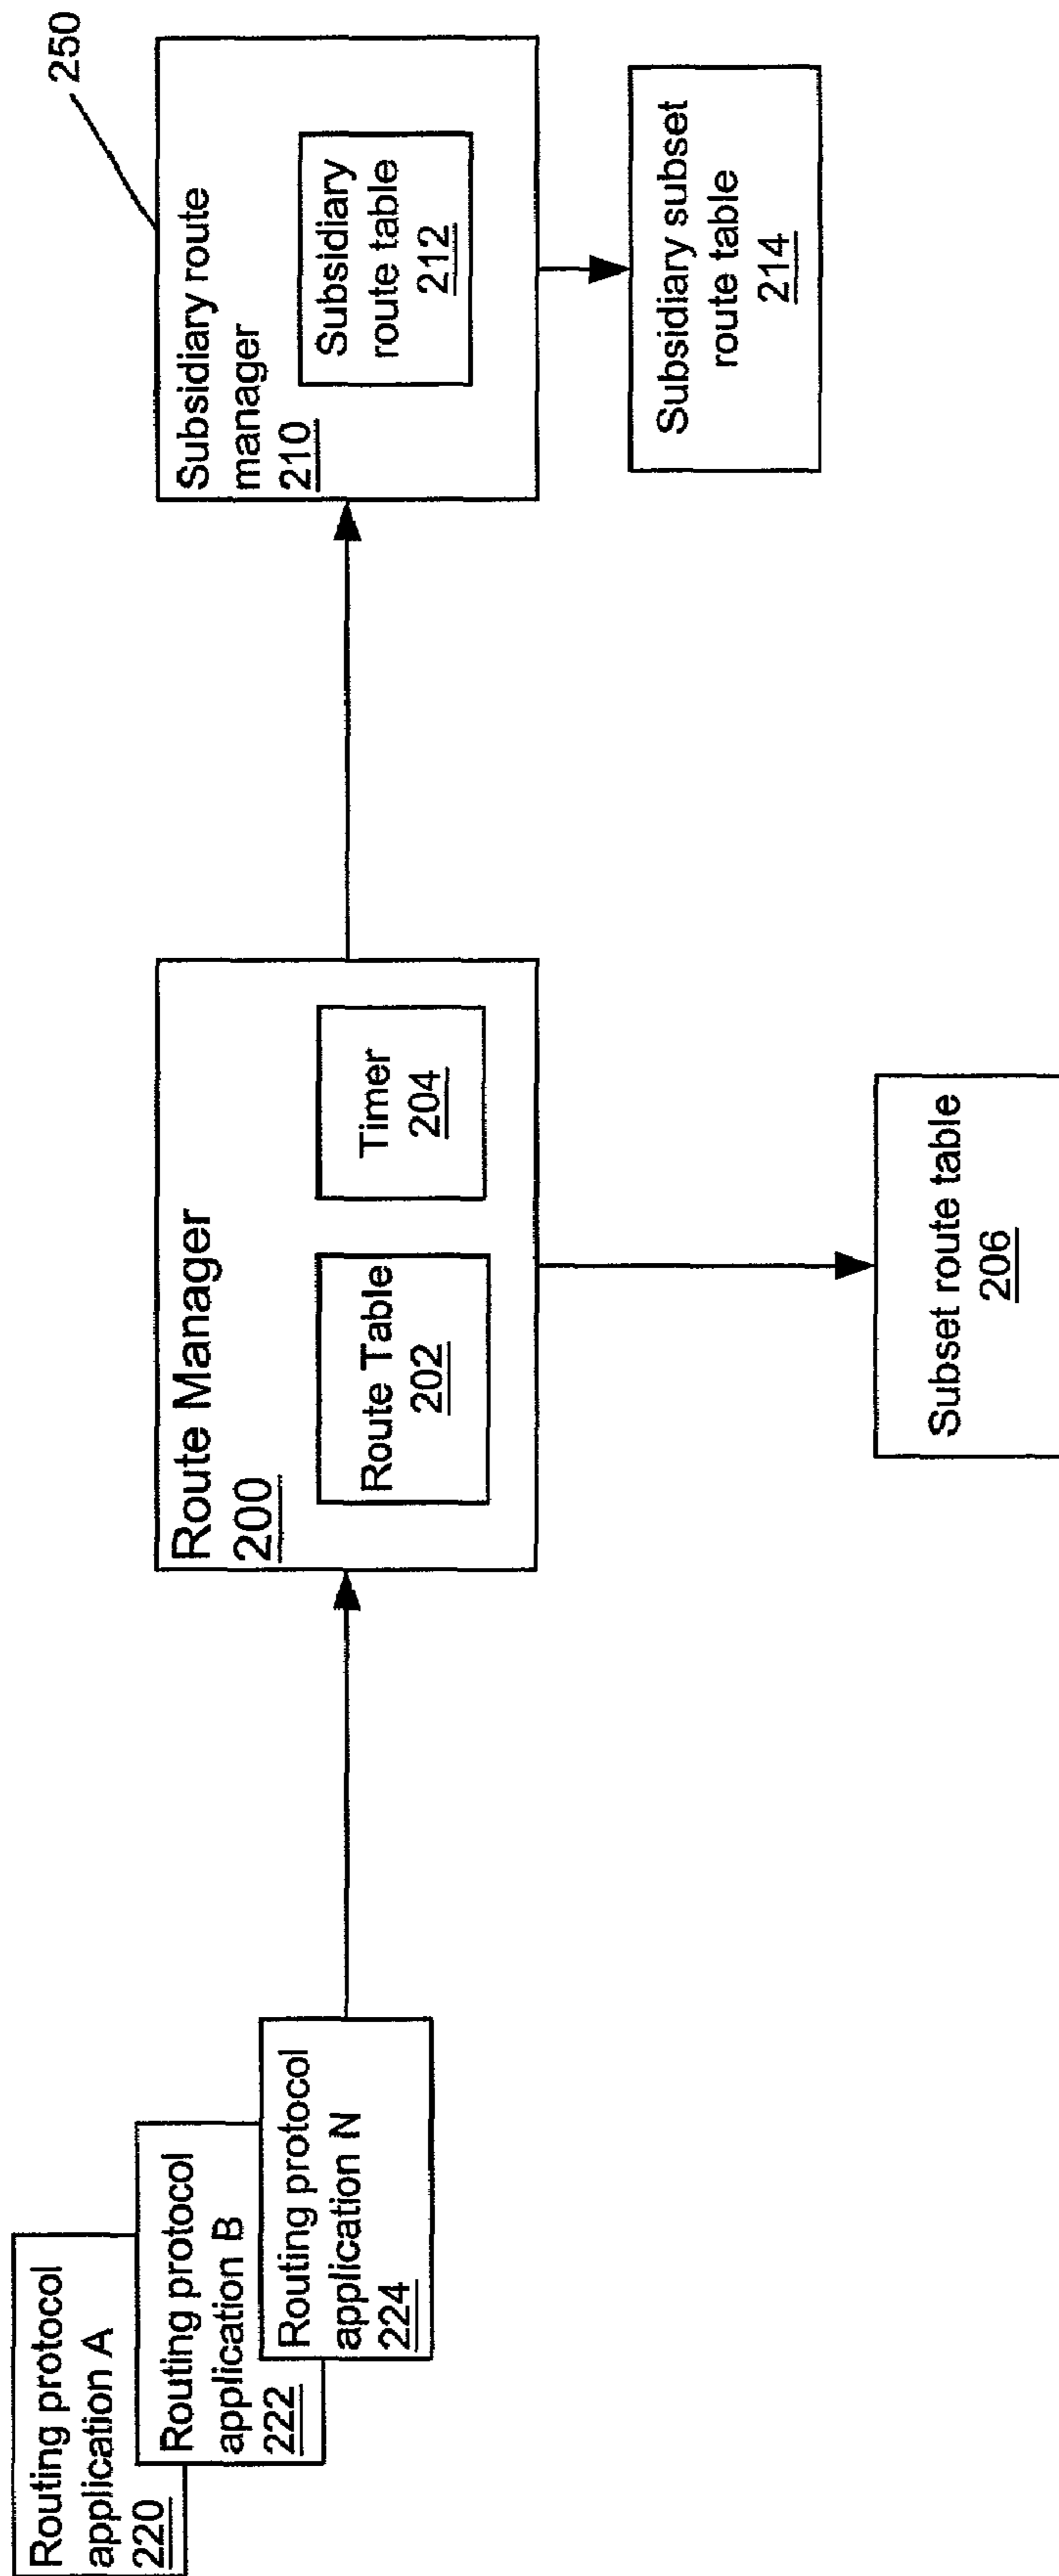 Routing protocol
application A
220
Routing protocol
application B
222
Routing protocol
application N
224
Route Manager
200
Route Table
202
Timer
204
Subset route table
206
250
Subsidiary route
manager
210
Subsidiary
route table
212
Subsidiary subset
route table
214